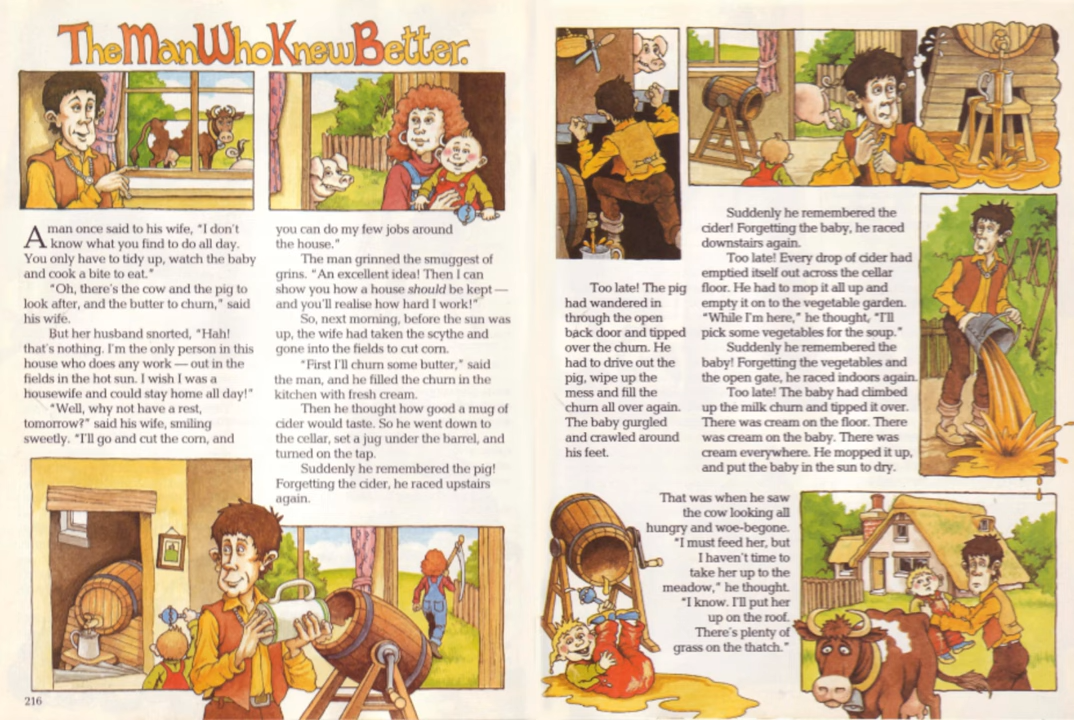 The Man Who Knew Better.
A man once said to his wife, "I don't
know what you find to do all day.
You only have to tidy up, watch the baby
and cook a bite to eat."
"Oh, there's the cow and the pig to
look after, and the butter to churn," said
his wife.
But her husband snorted, "Hah!
that's nothing. I'm the only person in this
house who does any work — out in the
fields in the hot sun. I wish I was a
housewife and could stay home all day!"
"Well, why not have a rest,
tomorrow?" said his wife, smiling
sweetly. "I'll go and cut the corn, and
you can do my few jobs around
the house."
The man grinned the smuggest of
grins. "An excellent idea! Then I can
show you how a house should be kept —
and you'll realise how hard I work!"
So, next morning, before the sun was
up, the wife had taken the scythe and
gone into the fields to cut corn.
"First I'll churn some butter," said
the man, and he filled the churn in the
kitchen with fresh cream.
Then he thought how good a mug of
cider would taste. So he went down to
the cellar, set a jug under the barrel, and
turned on the tap.
Suddenly he remembered the pig!
Forgetting the cider, he raced upstairs
again.
216
Too late! The pig
had wandered in
through the open
back door and tipped
over the churn. He
had to drive out the
pig, wipe up the
mess and fill the
churn all over again.
The baby gurgled
and crawled around
his feet.
Suddenly he remembered the
cider! Forgetting the baby, he raced
downstairs again.
Too late! Every drop of cider had
emptied itself out across the cellar
floor. He had to mop it all up and
empty it on to the vegetable garden.
"While I'm here," he thought, "I'll
pick some vegetables for the soup."
Suddenly he remembered the
baby! Forgetting the vegetables and
the open gate, he raced indoors again.
Too late! The baby had climbed
up the milk churn and tipped it over.
There was cream on the floor. There
was cream on the baby. There was
cream everywhere. He mopped it up,
and put the baby in the sun to dry.
That was when he saw
the cow looking all
hungry and woe-begone.
"I must feed her, but
I haven't time to
take her up to the
meadow," he thought.
"I know. I'll put her
up on the roof.
There's plenty of
grass on the thatch."